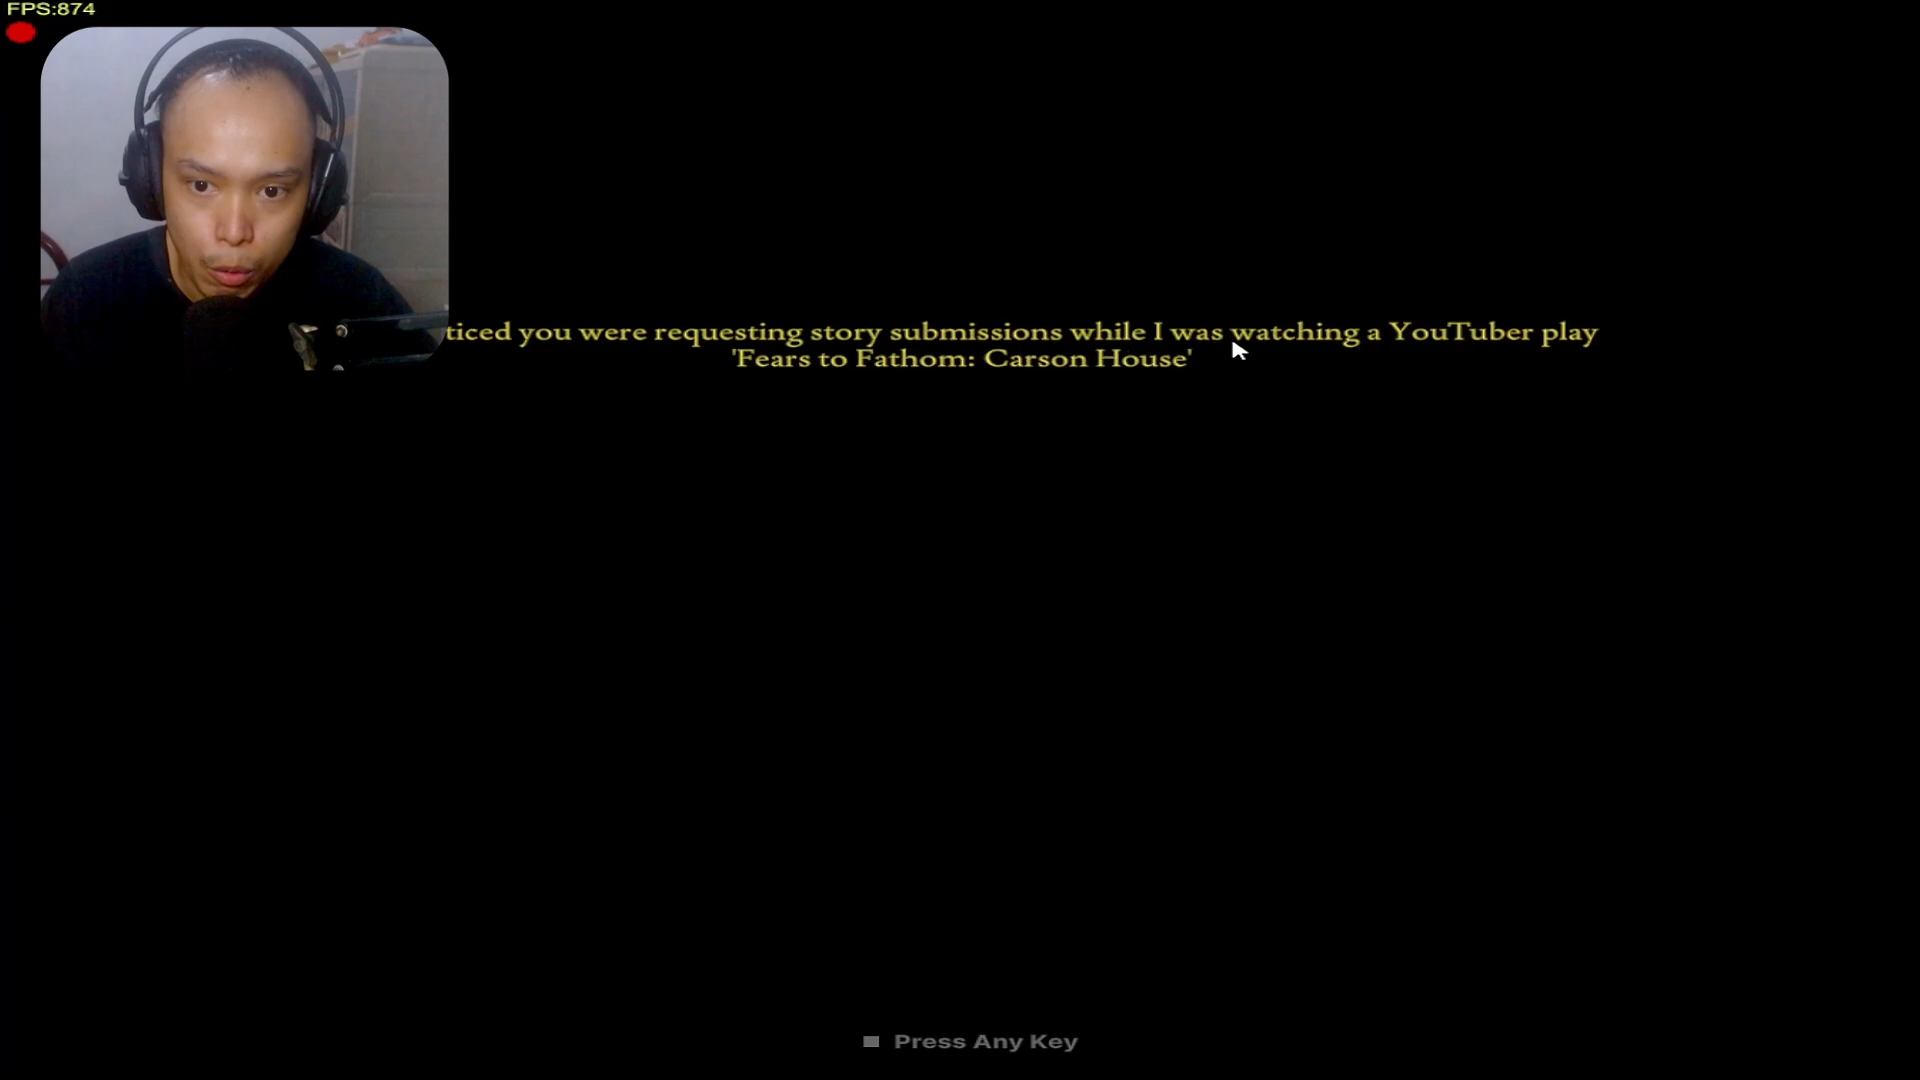 FPS:874
ticed you were requesting story submissions while I was watching a YouTuber play
'Fears to Fathom: Carson House'
Press Any Key